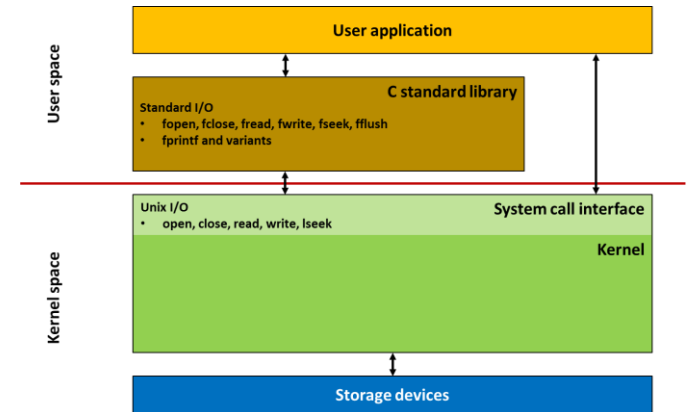 User application
User space
C standard library
Standard I/O
• fopen, fclose, fread, fwrite, fseek, fflush
• fprintf and variants
Unix I/O
System call interface
• open, close, read, write, lseek
Kernel
Kernel space
Storage devices